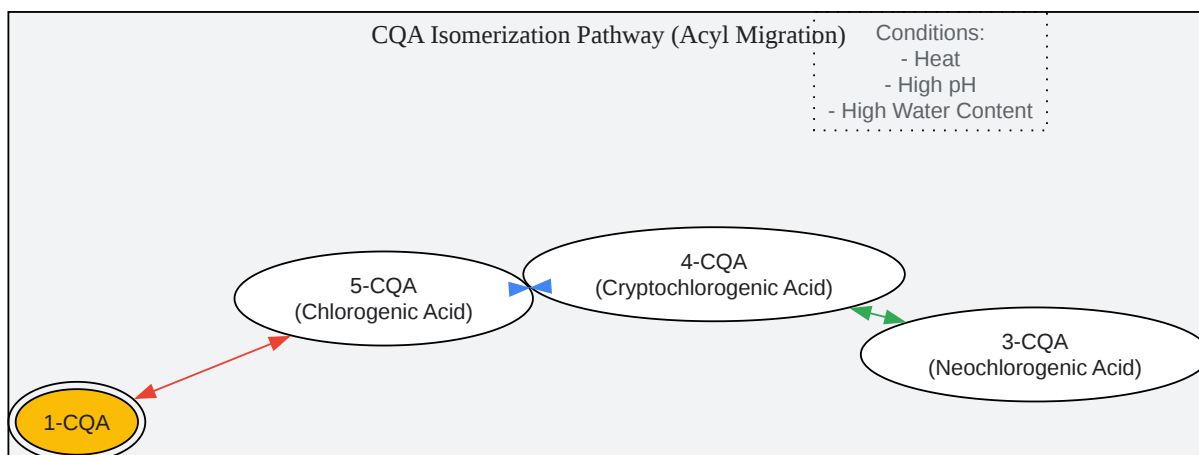 CQA Isomerization Pathway (Acyl Migration)
Conditions:
- Heat
- High pH
- High Water Content
4-CQA
(Cryptochlorogenic Acid)
5-CQA
(Chlorogenic Acid)
3-CQA
(Neochlorogenic Acid)
1-CQA